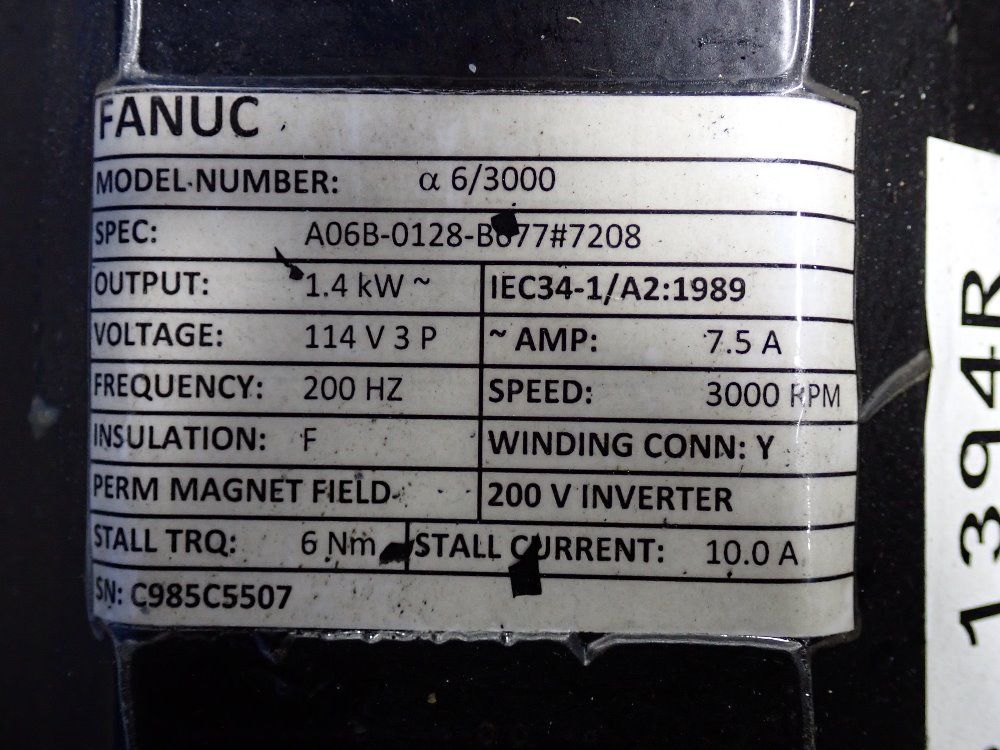 FANUC
MODEL NUMBER: α 6/3000
SPEC:
OUTPUT: 1.4 kW ~ IEC34-1/A2:1989
VOLTAGE: 114 V 3 P ~ AMP: 7.5 A
FREQUENCY: 200 HZ SPEED: 3000 RPM
INSULATION: F WINDING CONN: Y
PERM MAGNET FIELD 200 V INVERTER
STALL TRQ: 6 Nm STALL CURRENT: 10.0 A
SN: C985C5507
1394R